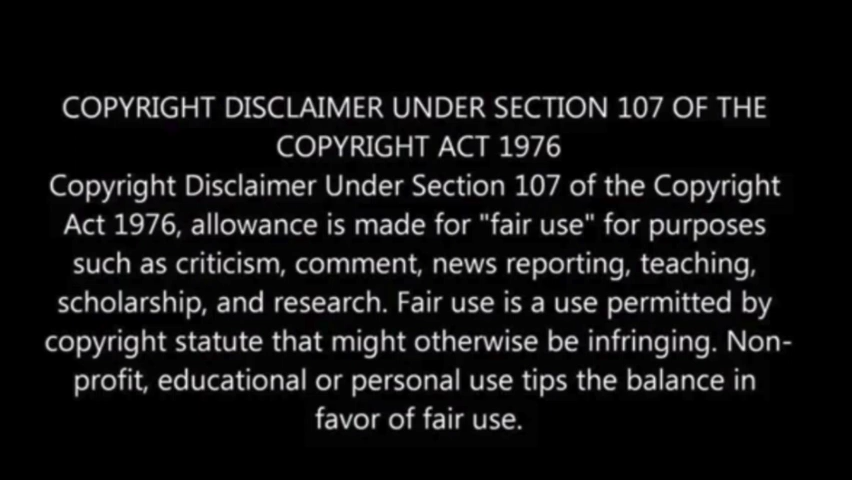 COPYRIGHT DISCLAIMER UNDER SECTION 107 OF THE
COPYRIGHT ACT 1976
Copyright Disclaimer Under Section 107 of the Copyright
Act 1976, allowance is made for "fair use" for purposes
such as criticism, comment, news reporting, teaching,
scholarship, and research. Fair use is a use permitted by
copyright statute that might otherwise be infringing. Non-
profit, educational or personal use tips the balance in
favor of fair use.